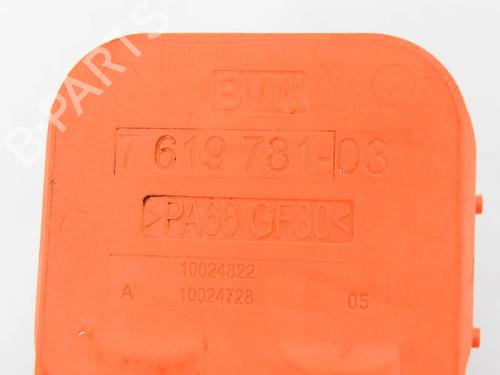 B-PARTS
BMW
7 619 781-03
>PA66 GF30<
10024822
A 10024728 05